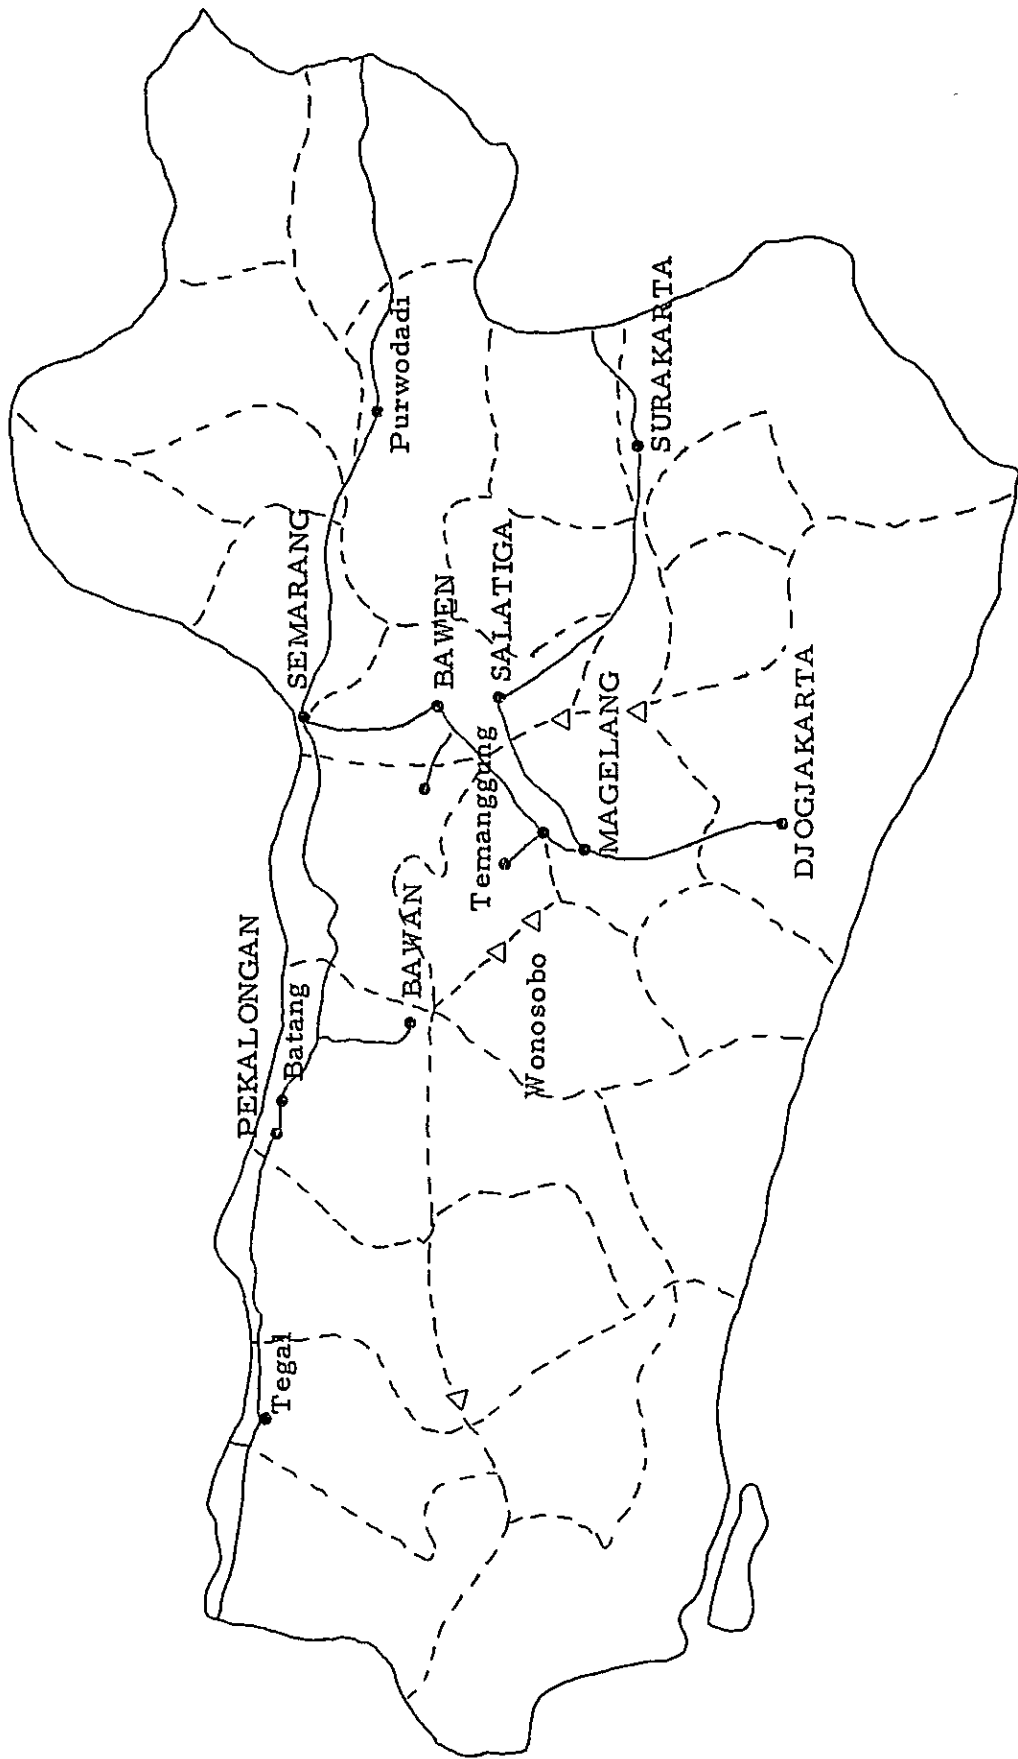 Tegal
PEKALONGAN
Batang
BAWAN
Wonosobo
SEMARANG
BAWEN
SALATIGA
Temanggung
MAGELANG
DJOGJAKARTA
Purwodadi
SURAKARTA